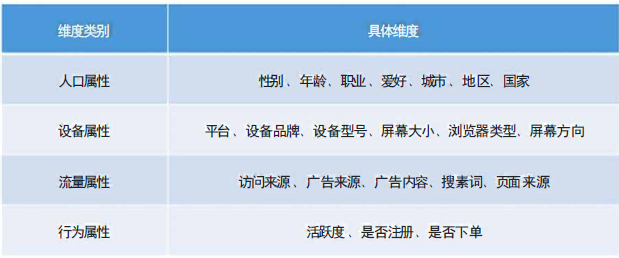 维度类别 具体维度
人口属性 性别、年龄、职业、爱好、城市、地区、国家
设备属性 平台、设备品牌、设备型号、屏幕大小、浏览器类型、屏幕方向
流量属性 访问来源、广告来源、广告内容、搜素词、页面来源
行为属性 活跃度、是否注册、是否下单